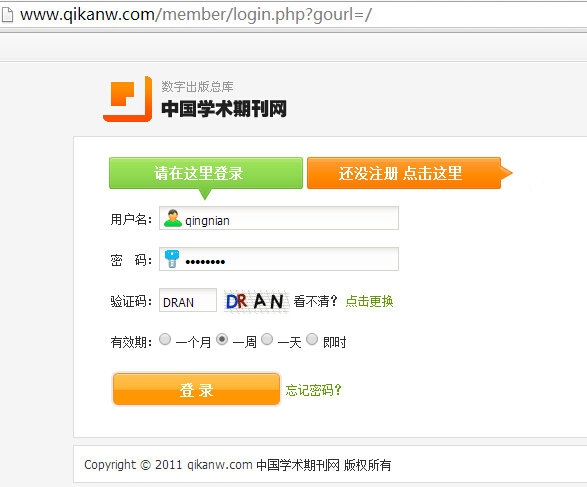 www.qikanw.com/member/login.php?gourl=/
数字出版总库
中国学术期刊网
请在这里登录 还没注册 点击这里
用户名： qingnian
密 码： ••••••••
验证码： DRAN DRAN 看不清？ 点击更换
有效期： 一个月 一周 一天 即时
登 录 忘记密码？
Copyright © 2011 qikanw.com 中国学术期刊网 版权所有